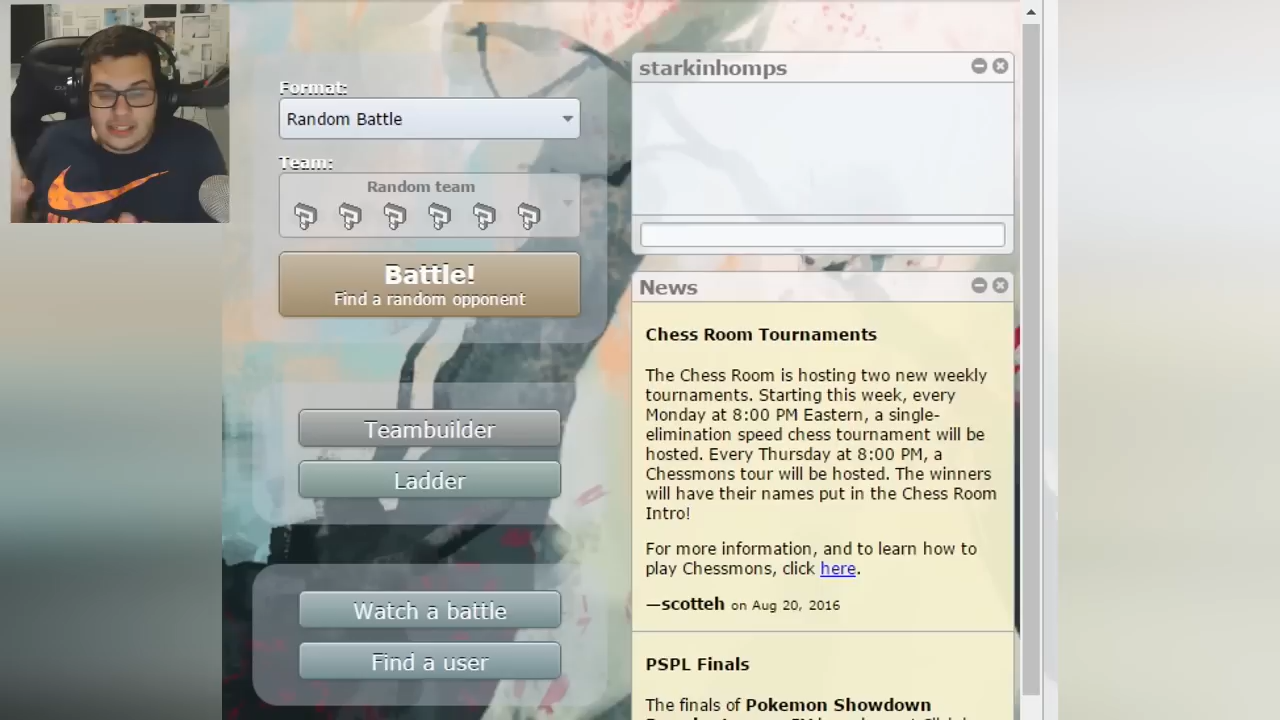 Format:
Random Battle
Team:
Random team
Battle!
Find a random opponent
Teambuilder
Ladder
Watch a battle
Find a user
starkinhomps
News
Chess Room Tournaments
The Chess Room is hosting two new weekly
tournaments. Starting this week, every
Monday at 8:00 PM Eastern, a single-
elimination speed chess tournament will be
hosted. Every Thursday at 8:00 PM, a
Chessmons tour will be hosted. The winners
will have their names put in the Chess Room
Intro!
For more information, and to learn how to
play Chessmons, click here.
—scotteh on Aug 20, 2016
PSPL Finals
The finals of Pokemon Showdown